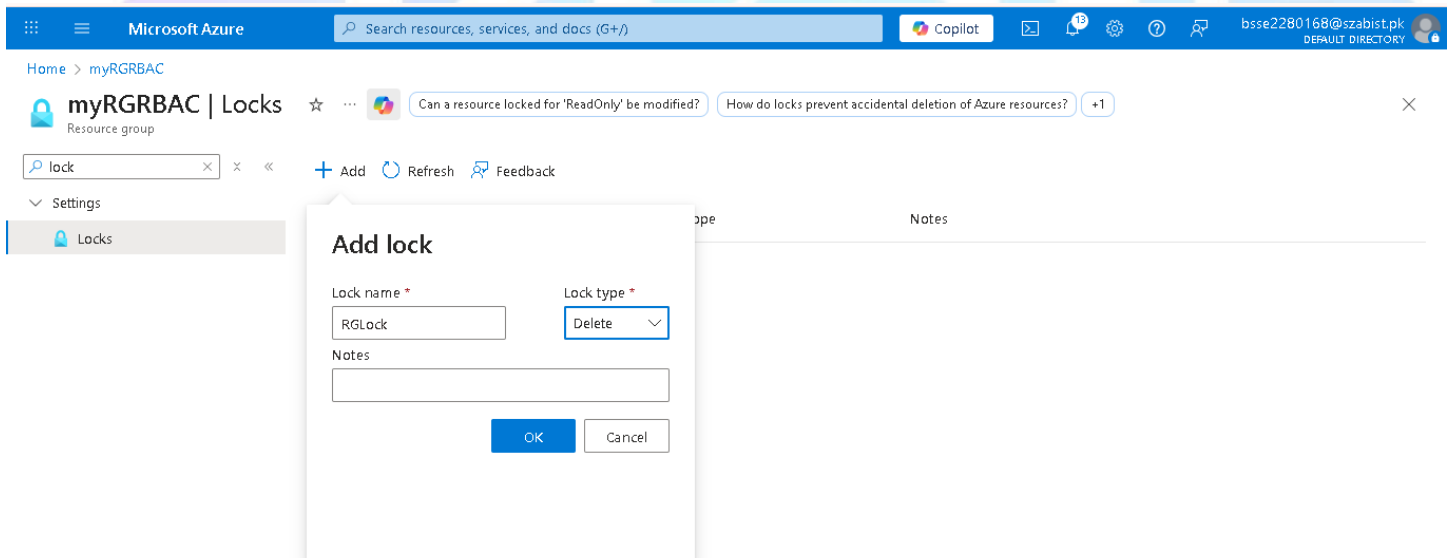 Microsoft Azure
Search resources, services, and docs (G+/)
Copilot
13
bsse2280168@szabist.pk
DEFAULT DIRECTORY
Home > myRGRBAC
myRGRBAC | Locks
Can a resource locked for 'ReadOnly' be modified?
How do locks prevent accidental deletion of Azure resources?
+1
Resource group
lock
Add
Refresh
Feedback
Settings
Locks
ope
Notes
Add lock
Lock name *
Lock type *
RGLock
Delete
Notes
OK
Cancel